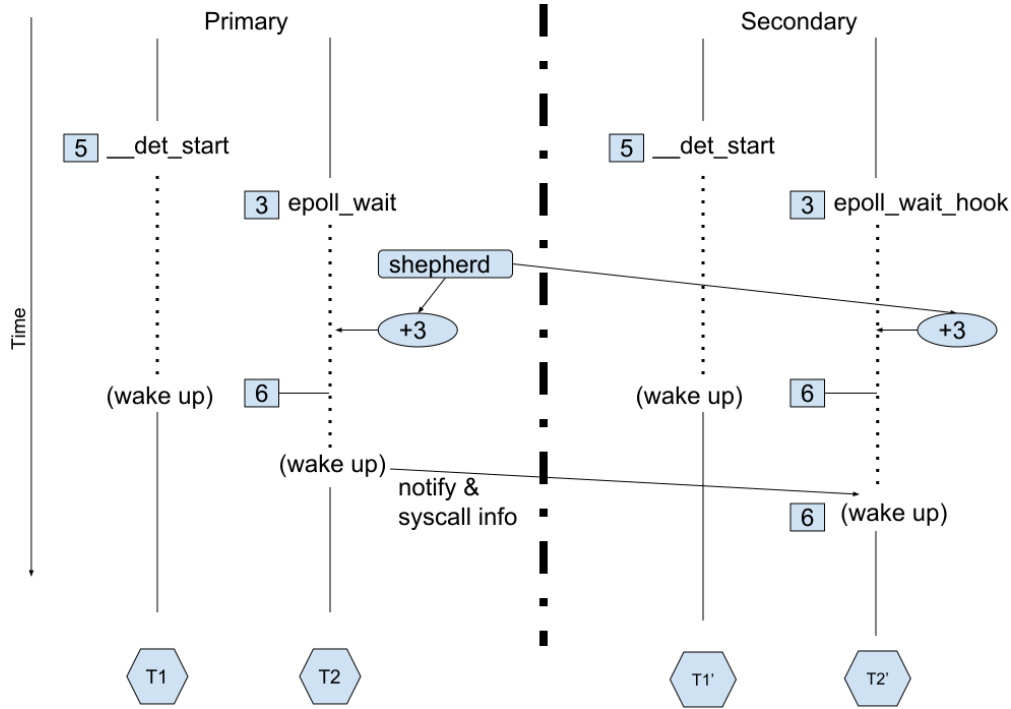 Primary
Secondary
5 __det_start
5 __det_start
3 epoll_wait
3 epoll_wait_hook
shepherd
+3
+3
Time
(wake up)
6
(wake up)
6
(wake up)
notify &
syscall info
6 (wake up)
T1
T2
T1'
T2'